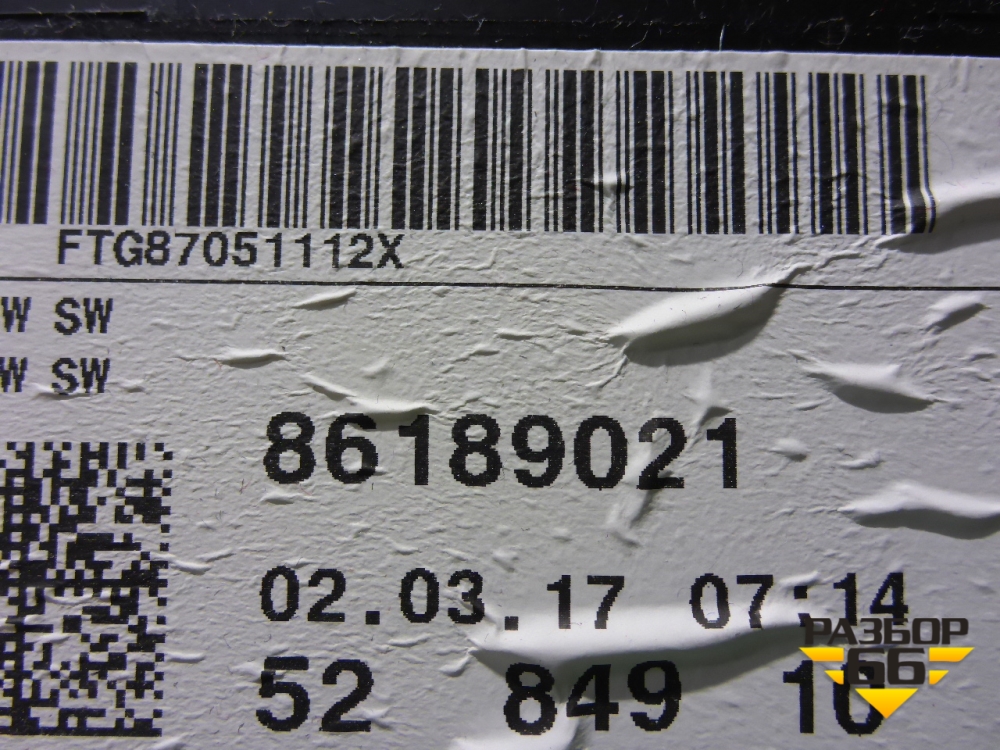 FTG87051112X
W SW
W SW
86189021
02.03.17 07:14
52 849
РАЗБОР
66